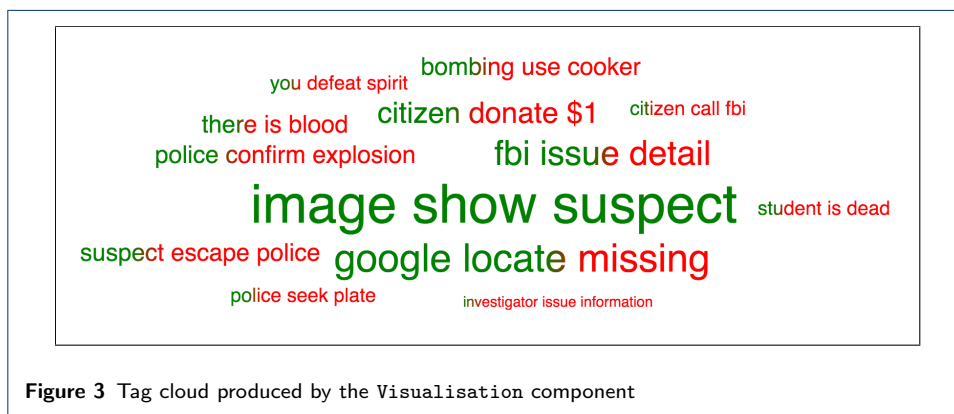 bombing use cooker
you defeat spirit
citizen donate $1
citizen call fbi
there is blood
police confirm explosion
fbi issue detail
image show suspect
student is dead
suspect escape police
google locate missing
police seek plate
investigator issue information
Figure 3 Tag cloud produced by the Visualisation component